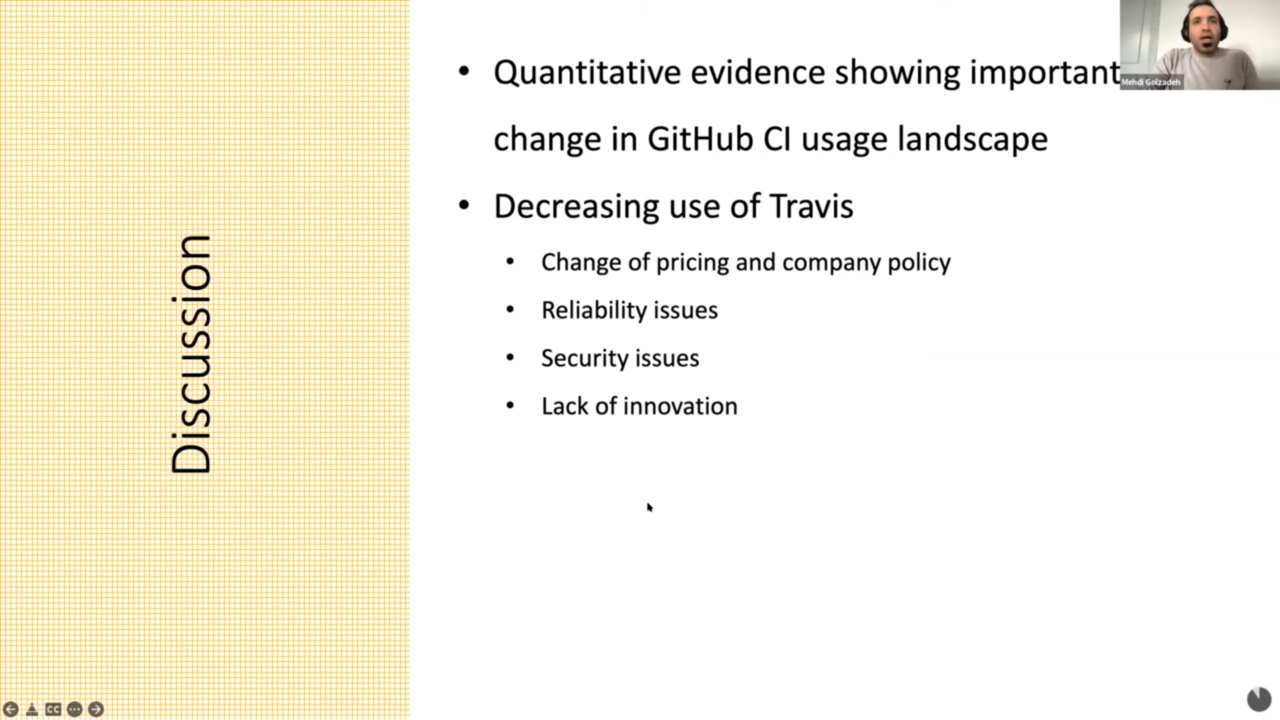 Discussion
• Quantitative evidence showing important
change in GitHub CI usage landscape
• Decreasing use of Travis
• Change of pricing and company policy
• Reliability issues
• Security issues
• Lack of innovation
Mehdi Golzadeh
CC